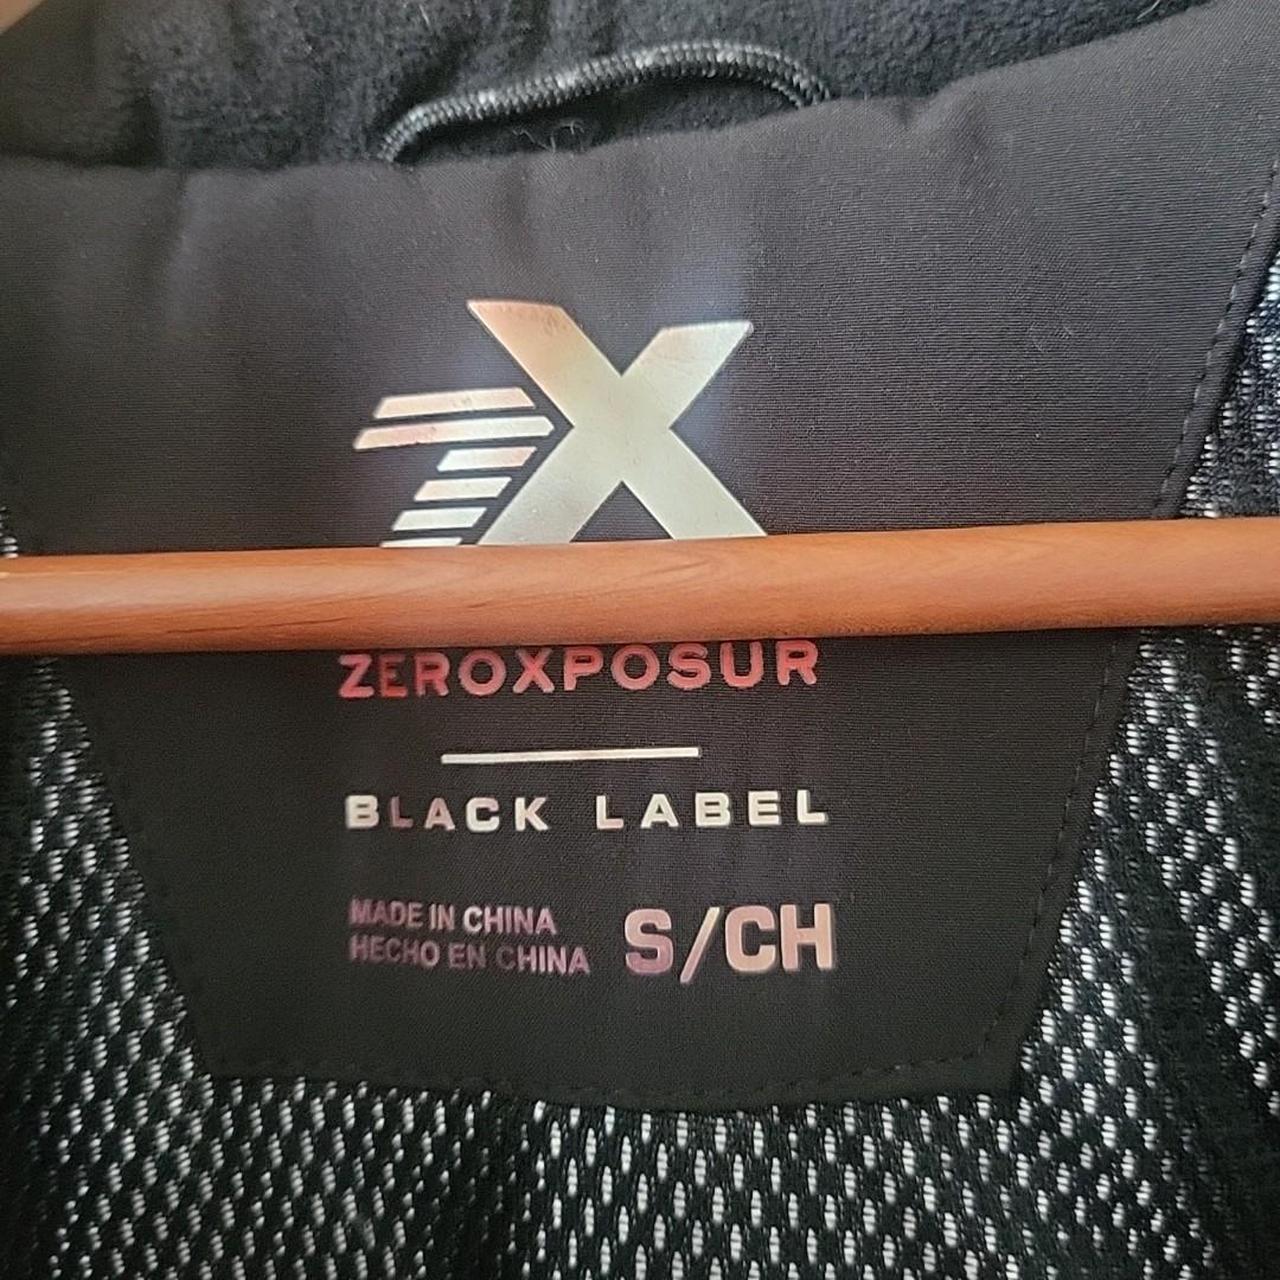 X
ZEROXPOSUR
BLACK LABEL
MADE IN CHINA
HECHO EN CHINA
S/CH